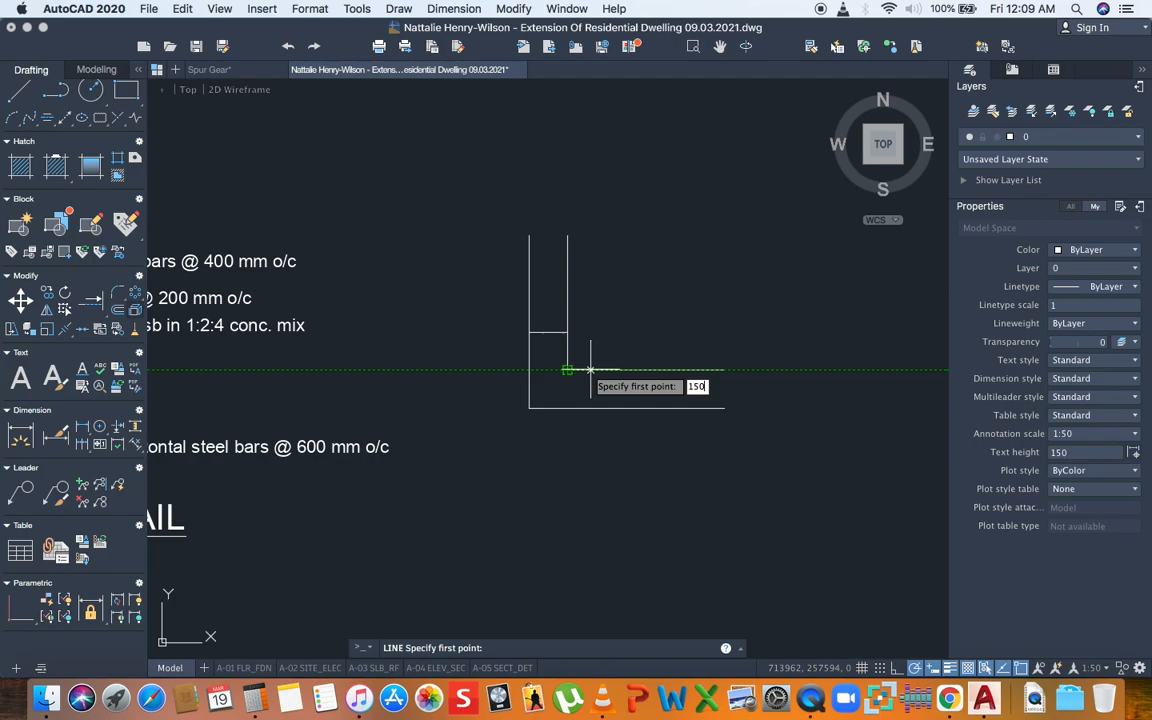 AutoCAD 2020 File Edit View Insert Format Tools Draw Dimension Modify Window Help 100% Fri 12:09 AM
Nattalie Henry-Wilson - Extension Of Residential Dwelling 09.03.2021.dwg
Sign In
Drafting Modeling
Spur Gear* Nattalie Henry-Wilson - Extens...esidential Dwelling 09.03.2021*
Top 2D Wireframe
Layers
N
W TOP E
S
WCS
0
Unsaved Layer State
Show Layer List
Hatch
Block
Modify
Text
Dimension
Leader
Table
Parametric
bars @ 400 mm o/c
@ 200 mm o/c
sb in 1:2:4 conc. mix
ontal steel bars @ 600 mm o/c
AIL
Specify first point: 150
Y
X
Properties All My
Model Space
Color ByLayer
Layer 0
Linetype ByLayer
Linetype scale 1
Lineweight ByLayer
Transparency 0
Text style Standard
Dimension style Standard
Multileader style Standard
Table style Standard
Annotation scale 1:50
Text height 150
Plot style ByColor
Plot style table None
Plot style attac... Model
Plot table type Not available
>_ LINE Specify first point:
Model A-01 FLR_FDN A-02 SITE_ELEC A-03 SLB_RF A-04 ELEV_SEC A-05 SECT_DET 713962, 257594, 0 1:50